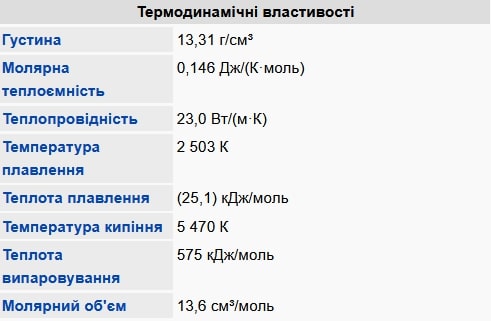 Термодинамічні властивості
Густина 13,31 г/см³
Молярна 0,146 Дж/(К·моль)
теплоємність
Теплопровідність 23,0 Вт/(м·К)
Температура 2 503 К
плавлення
Теплота плавлення (25,1) кДж/моль
Температура кипіння 5 470 К
Теплота 575 кДж/моль
випаровування
Молярний об'єм 13,6 см³/моль